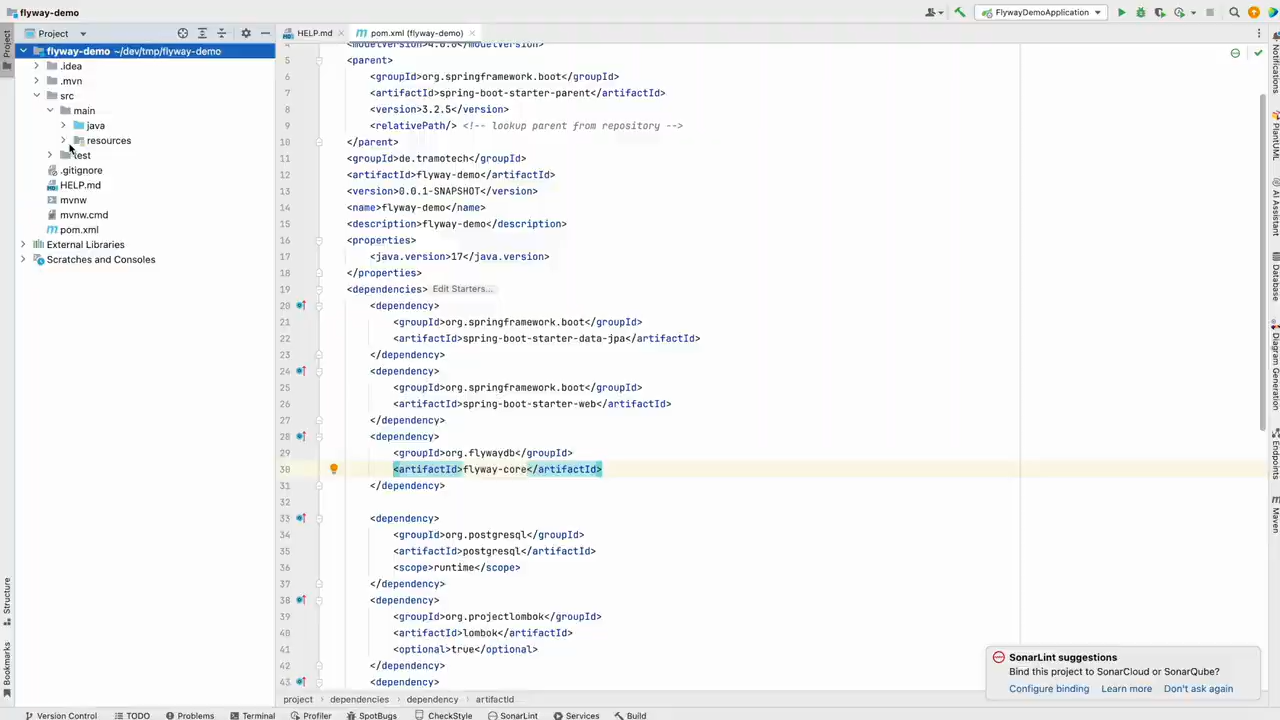 flyway-demo
FlywayDemoApplication
Project
HELP.md
pom.xml (flyway-demo)
Project
flyway-demo ~/dev/tmp/flyway-demo
.idea
.mvn
src
main
java
resources
test
.gitignore
HELP.md
mvnw
mvnw.cmd
pom.xml
External Libraries
Scratches and Consoles
4 <modelVersion>4.0.0</modelVersion>
5 <parent>
6 <groupId>org.springframework.boot</groupId>
7 <artifactId>spring-boot-starter-parent</artifactId>
8 <version>3.2.5</version>
9 <relativePath/> <!-- lookup parent from repository -->
10 </parent>
11 <groupId>de.tramotech</groupId>
12 <artifactId>flyway-demo</artifactId>
13 <version>0.0.1-SNAPSHOT</version>
14 <name>flyway-demo</name>
15 <description>flyway-demo</description>
16 <properties>
17 <java.version>17</java.version>
18 </properties>
19 <dependencies> Edit Starters...
20 <dependency>
21 <groupId>org.springframework.boot</groupId>
22 <artifactId>spring-boot-starter-data-jpa</artifactId>
23 </dependency>
24 <dependency>
25 <groupId>org.springframework.boot</groupId>
26 <artifactId>spring-boot-starter-web</artifactId>
27 </dependency>
28 <dependency>
29 <groupId>org.flywaydb</groupId>
30 <artifactId>flyway-core</artifactId>
31 </dependency>
32
33 <dependency>
34 <groupId>org.postgresql</groupId>
35 <artifactId>postgresql</artifactId>
36 <scope>runtime</scope>
37 </dependency>
38 <dependency>
39 <groupId>org.projectlombok</groupId>
40 <artifactId>lombok</artifactId>
41 <optional>true</optional>
42 </dependency>
43 <dependency>
Notifications
PlantUML
AI Assistant
Database
Diagram Generation
Endpoints
Maven
Structure
Bookmarks
SonarLint suggestions
Bind this project to SonarCloud or SonarQube?
Configure binding Learn more Don't ask again
project dependencies dependency artifactId
Version Control TODO Problems Terminal Profiler SpotBugs CheckStyle SonarLint Services Build